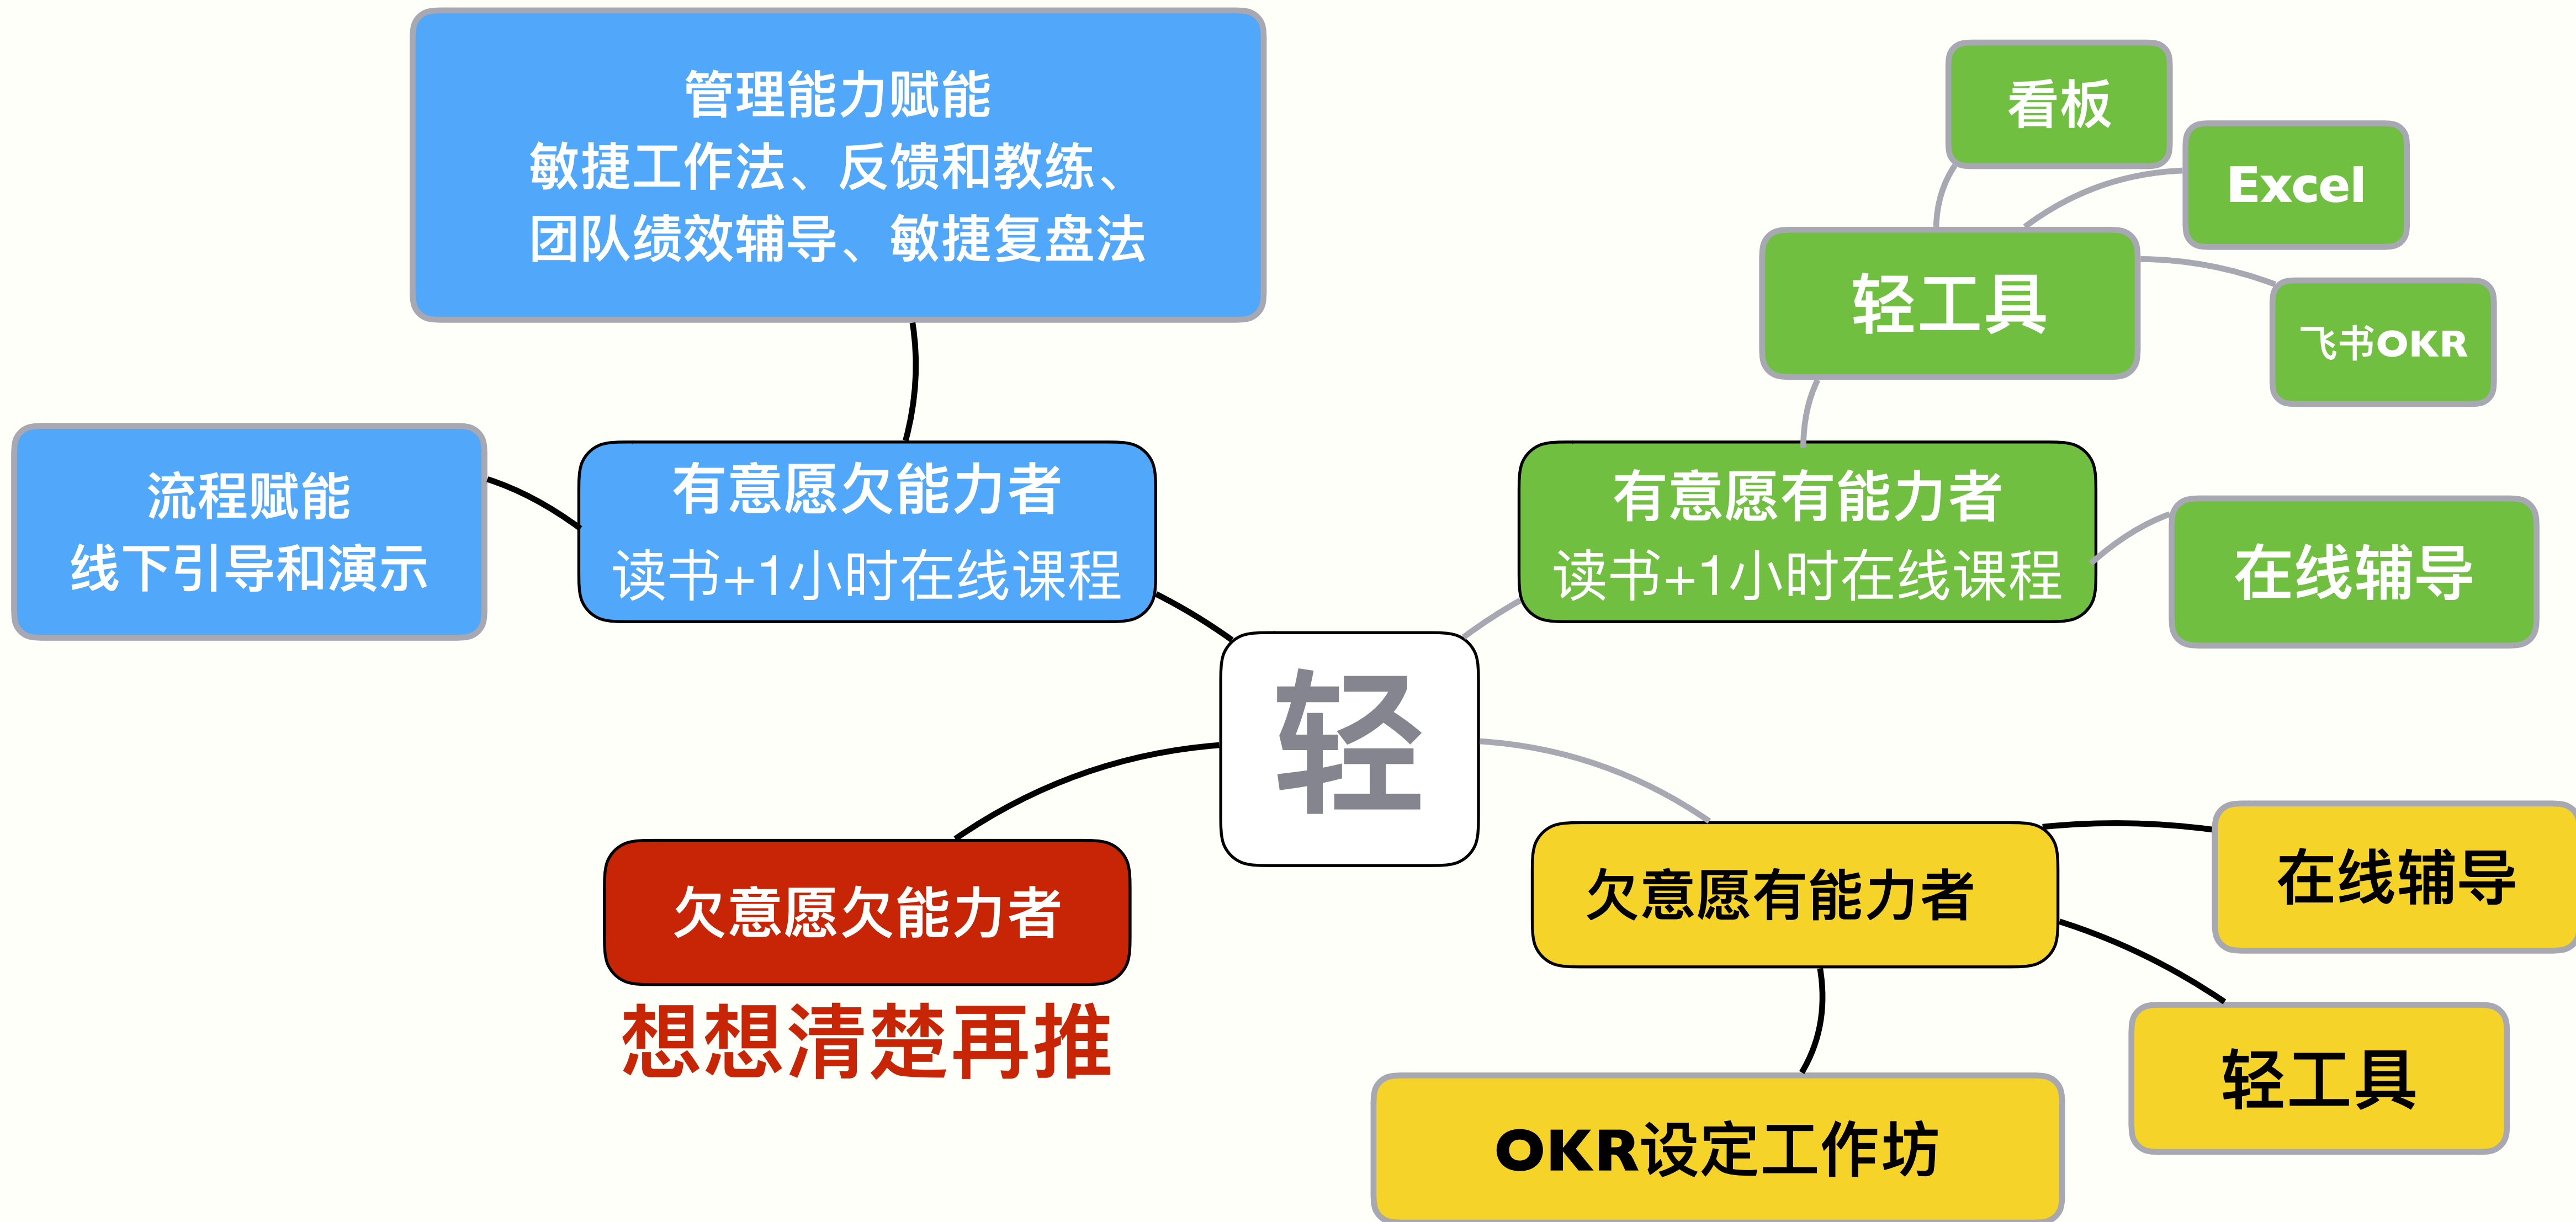 管理能力赋能
敏捷工作法、反馈和教练、
团队绩效辅导、敏捷复盘法
流程赋能
线下引导和演示
有意愿欠能力者
读书+1小时在线课程
看板
Excel
轻工具
飞书OKR
有意愿有能力者
读书+1小时在线课程
在线辅导
轻
欠意愿欠能力者
想想清楚再推
欠意愿有能力者
在线辅导
轻工具
OKR设定工作坊